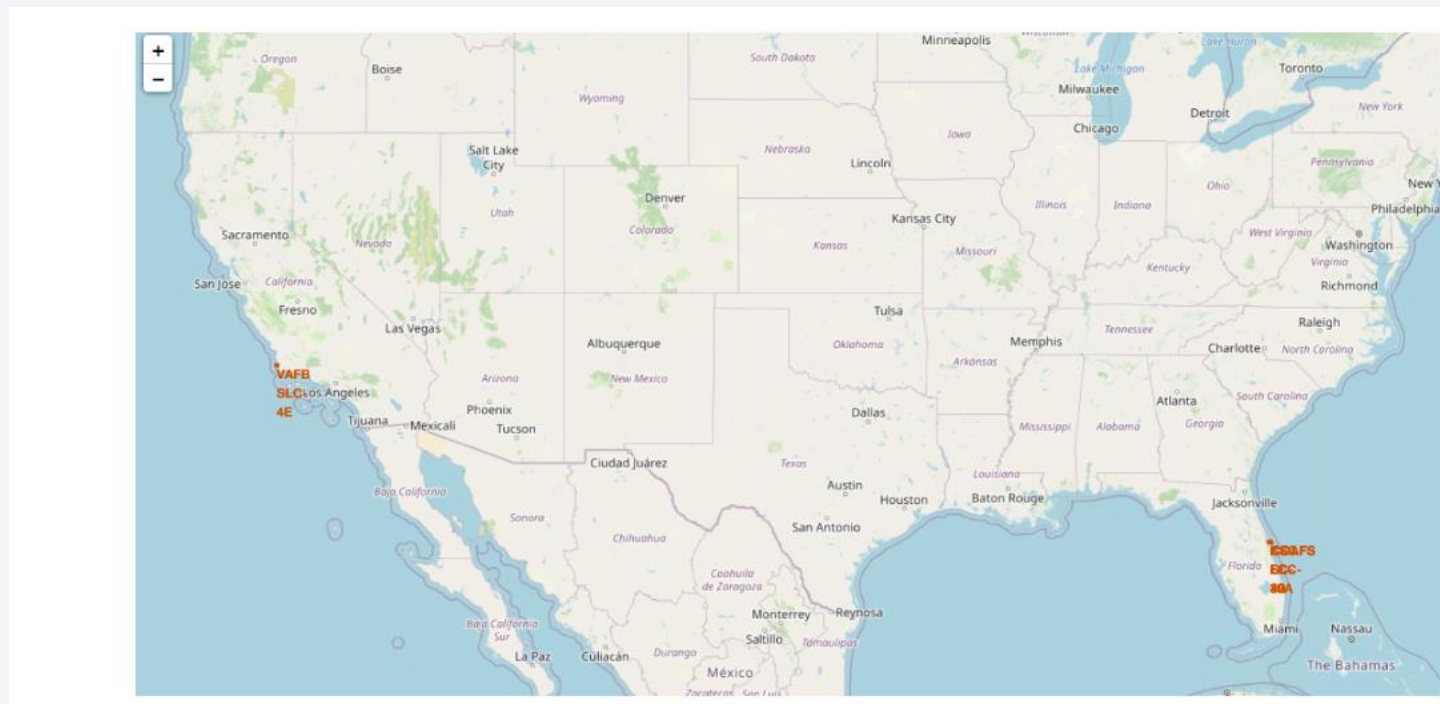 +
−
Minneapolis
Lake Huron
Oregon
Boise
South Dakota
Lake Michigan
Toronto
Wyoming
Milwaukee
New York
Detroit
Chicago
Iowa
Salt Lake
City
Nebraska
Lincoln
Pennsylvania
Ohio
New Y
Denver
Utah
Illinois
Indiana
Philadelphia
Kansas City
Sacramento
Colorado
West Virginia
Nevada
Kansas
Missouri
Washington
Virginia
Kentucky
San Jose
California
Richmond
Fresno
Tulsa
Las Vegas
Raleigh
Tennessee
Albuquerque
Oklahoma
Memphis
Charlotte
North Carolina
Arkansas
VAFB
SLC-
4E
Los Angeles
Arizona
New Mexico
South Carolina
Atlanta
Phoenix
Dallas
Tijuana
Mexicali
Tucson
Mississippi
Alabama
Georgia
Ciudad Juárez
Texas
Louisiana
Austin
Baja California
Houston
Baton Rouge
Jacksonville
Sonora
San Antonio
Chihuahua
Florida
Coahuila
de Zaragoza
Monterrey
Reynosa
Baja California
Sur
Saltillo
Tamaulipas
Miami
Nassau
La Paz
Culiacán
Durango
The Bahamas
México
Zacatecas
San Luis